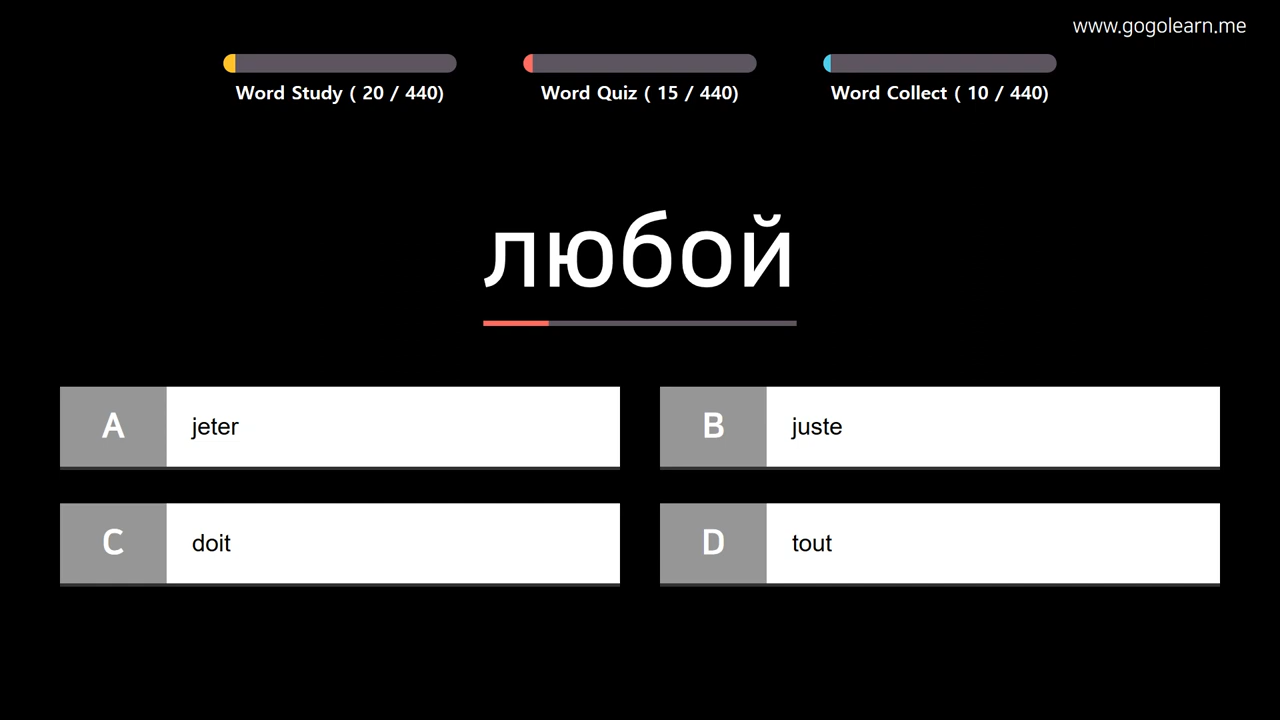 www.gogolearn.me
Word Study ( 20 / 440)
Word Quiz ( 15 / 440)
Word Collect ( 10 / 440)
любой
A jeter
B juste
C doit
D tout